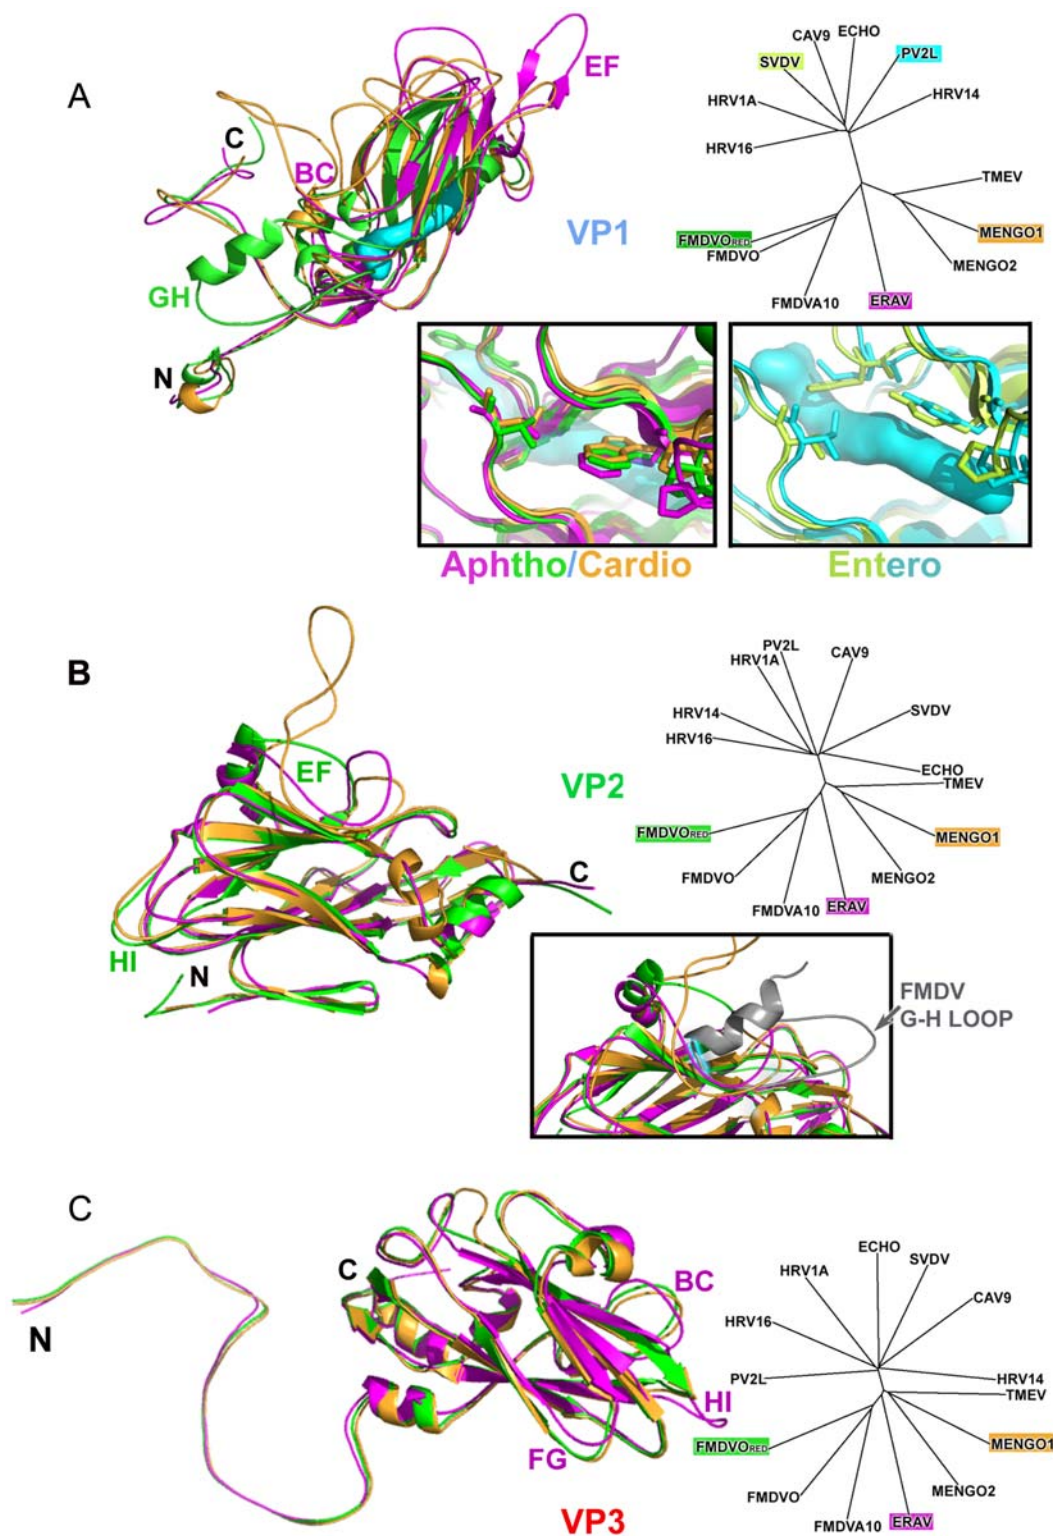 A
EF
C
BC
GH
N
VP1
CAV9
ECHO
SVDV
PV2L
HRV1A
HRV14
HRV16
TMEV
FMDVORED
MENGO1
FMDVO
MENGO2
FMDVA10
ERAV
Aphtho/Cardio
Entero
B
EF
VP2
C
HI
N
PV2L
HRV1A
CAV9
HRV14
SVDV
HRV16
ECHO
TMEV
FMDVORED
MENGO1
FMDVO
MENGO2
FMDVA10
ERAV
FMDV
G-H LOOP
C
C
BC
N
HI
FG
VP3
ECHO
SVDV
HRV1A
CAV9
HRV16
PV2L
HRV14
TMEV
FMDVORED
MENGO1
FMDVO
MENGO2
FMDVA10
ERAV